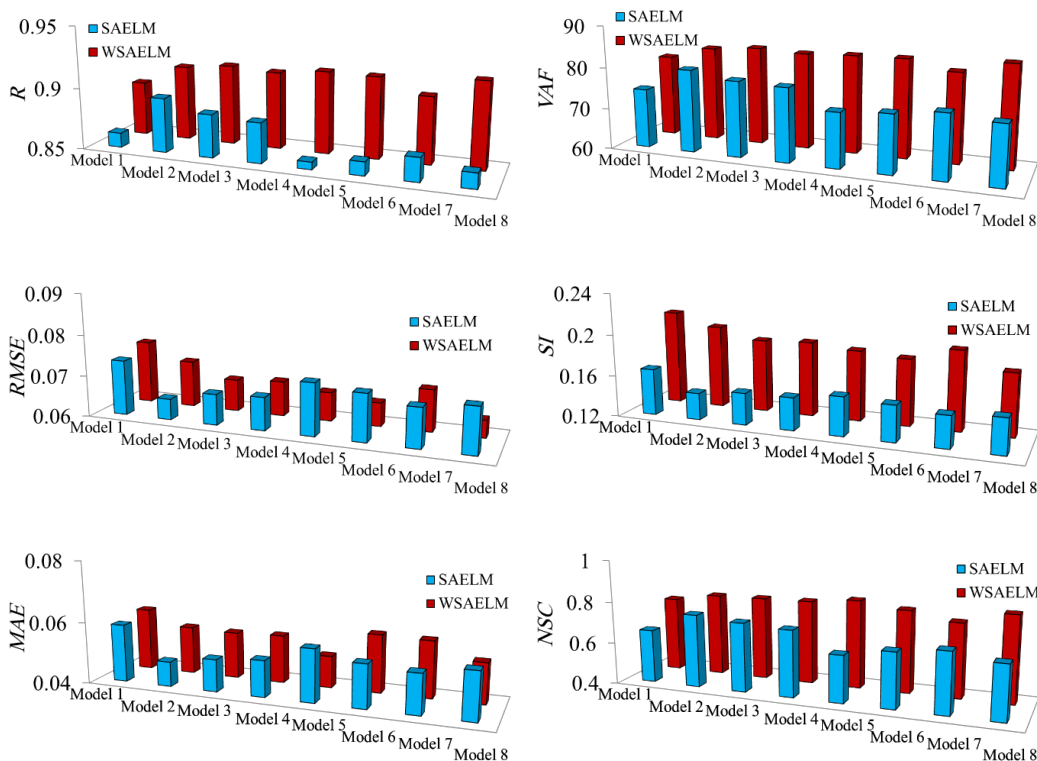 0.95
0.9
0.85
R
SAELM
WSAELM
Model 1
Model 2
Model 3
Model 4
Model 5
Model 6
Model 7
Model 8
90
80
70
60
VAF
SAELM
WSAELM
Model 1
Model 2
Model 3
Model 4
Model 5
Model 6
Model 7
Model 8
0.09
0.08
0.07
0.06
RMSE
SAELM
WSAELM
Model 1
Model 2
Model 3
Model 4
Model 5
Model 6
Model 7
Model 8
0.24
0.2
0.16
0.12
SI
SAELM
WSAELM
Model 1
Model 2
Model 3
Model 4
Model 5
Model 6
Model 7
Model 8
0.08
0.06
0.04
MAE
SAELM
WSAELM
Model 1
Model 2
Model 3
Model 4
Model 5
Model 6
Model 7
Model 8
1
0.8
0.6
0.4
NSC
SAELM
WSAELM
Model 1
Model 2
Model 3
Model 4
Model 5
Model 6
Model 7
Model 8